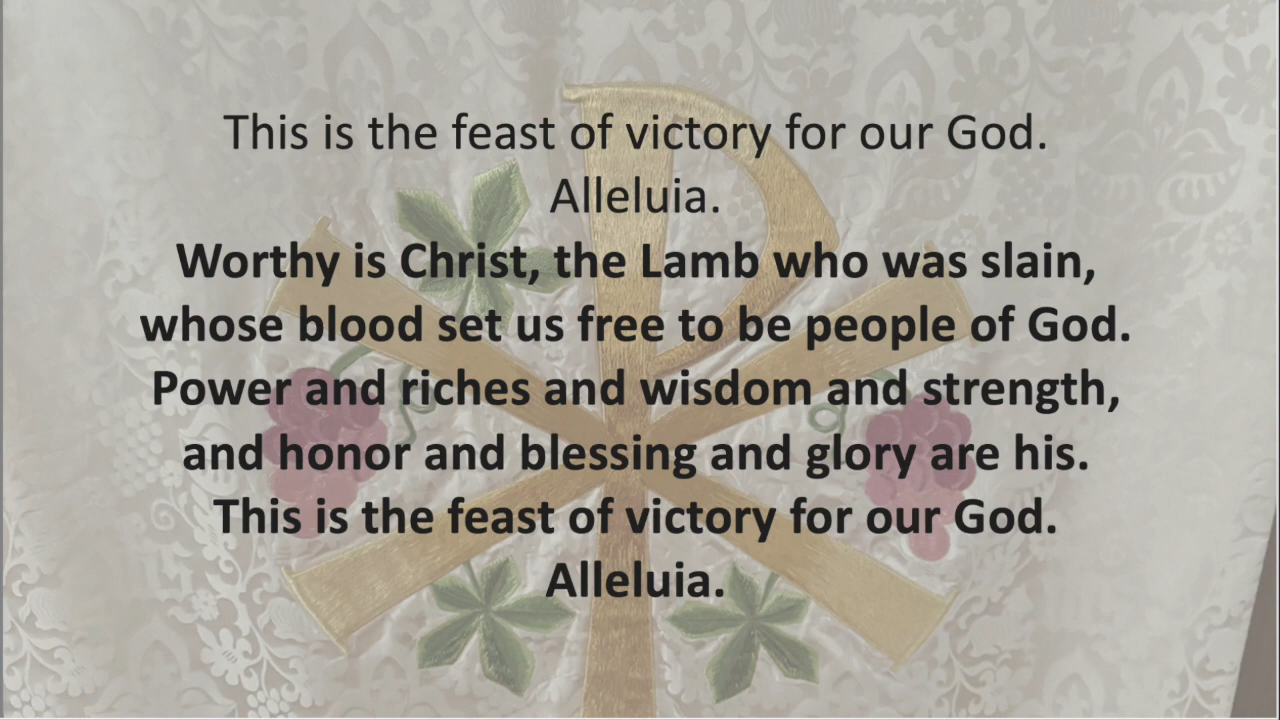 This is the feast of victory for our God.
Alleluia.
Worthy is Christ, the Lamb who was slain,
whose blood set us free to be people of God.
Power and riches and wisdom and strength,
and honor and blessing and glory are his.
This is the feast of victory for our God.
Alleluia.